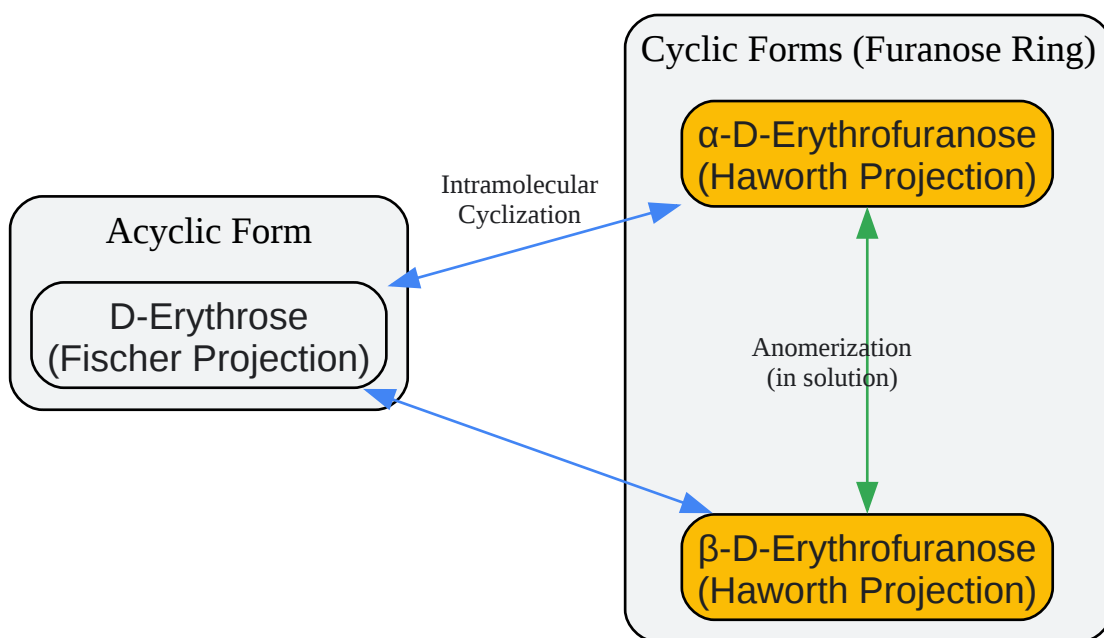 Cyclic Forms (Furanose Ring)
α-D-Erythrofuranose
(Haworth Projection)
Intramolecular
Cyclization
Acyclic Form
D-Erythrose
(Fischer Projection)
Anomerization
(in solution)
β-D-Erythrofuranose
(Haworth Projection)